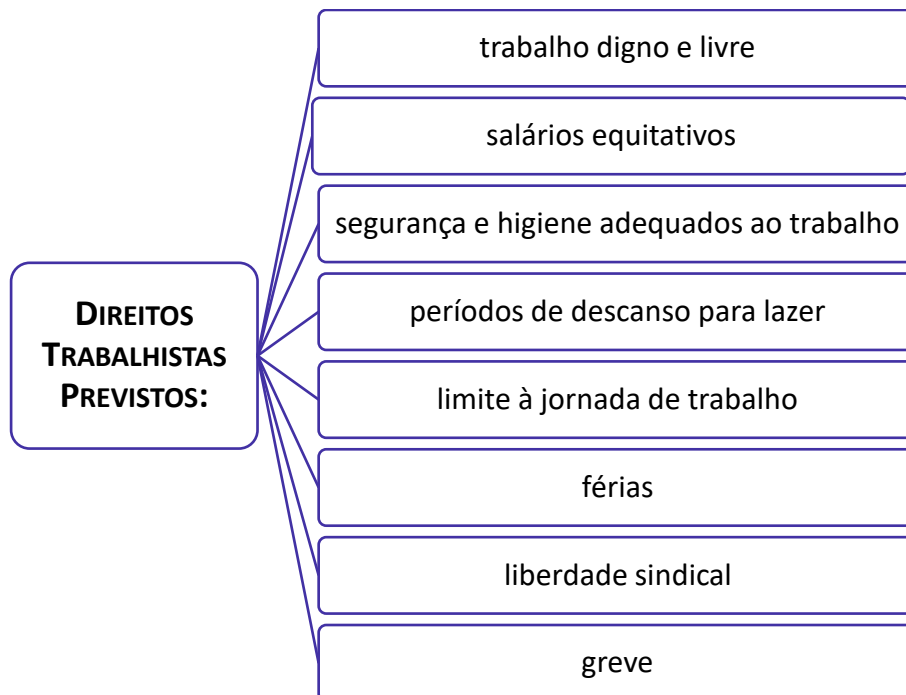 DIREITOS
TRABALHISTAS
PREVISTOS:
trabalho digno e livre
salários equitativos
segurança e higiene adequados ao trabalho
períodos de descanso para lazer
limite à jornada de trabalho
férias
liberdade sindical
greve